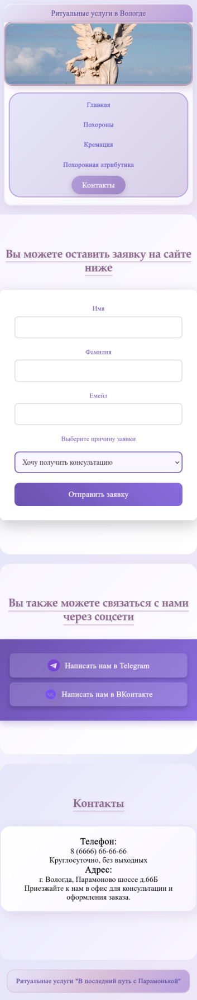 Ритуальные услуги в Вологде
Главная
Похороны
Кремация
Похоронная атрибутика
Контакты
Вы можете оставить заявку на сайте
ниже
Имя
Фамилия
Емейл
Выберите причину заявки
Хочу получить консультацию
Отправить заявку
Вы также можете связаться с нами
через соцсети
Написать нам в Telegram
Написать нам в ВКонтакте
Контакты
Телефон:
8 (6666) 66-66-66
Круглосуточно, без выходных
Адрес:
г. Вологда, Парамоново шоссе д.66Б
Приезжайте к нам в офис для консультации и
оформления заказа.
Ритуальные услуги "В последний путь с Парамонькой"